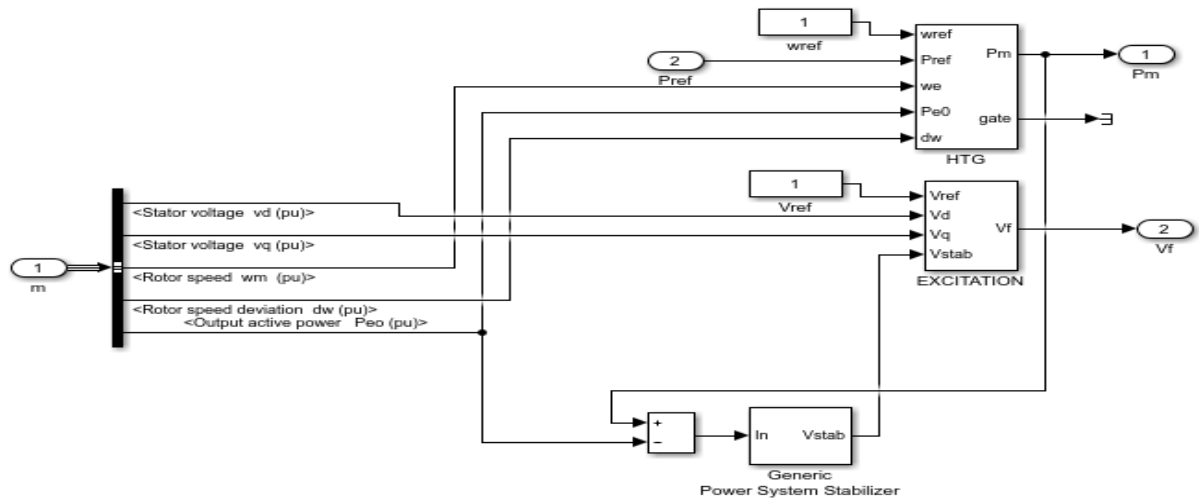 1
wref
2
Pref
wref
Pref
we
Pe0
dw
Pm
gate
HTG
1
Pm
1
Vref
Vref
Vd
Vq
Vstab
Vf
EXCITATION
2
Vf
1
m
<Stator voltage vd (pu)>
<Stator voltage vq (pu)>
<Rotor speed wm (pu)>
<Rotor speed deviation dw (pu)>
<Output active power Peo (pu)>
+
−
In
Vstab
Generic
Power System Stabilizer